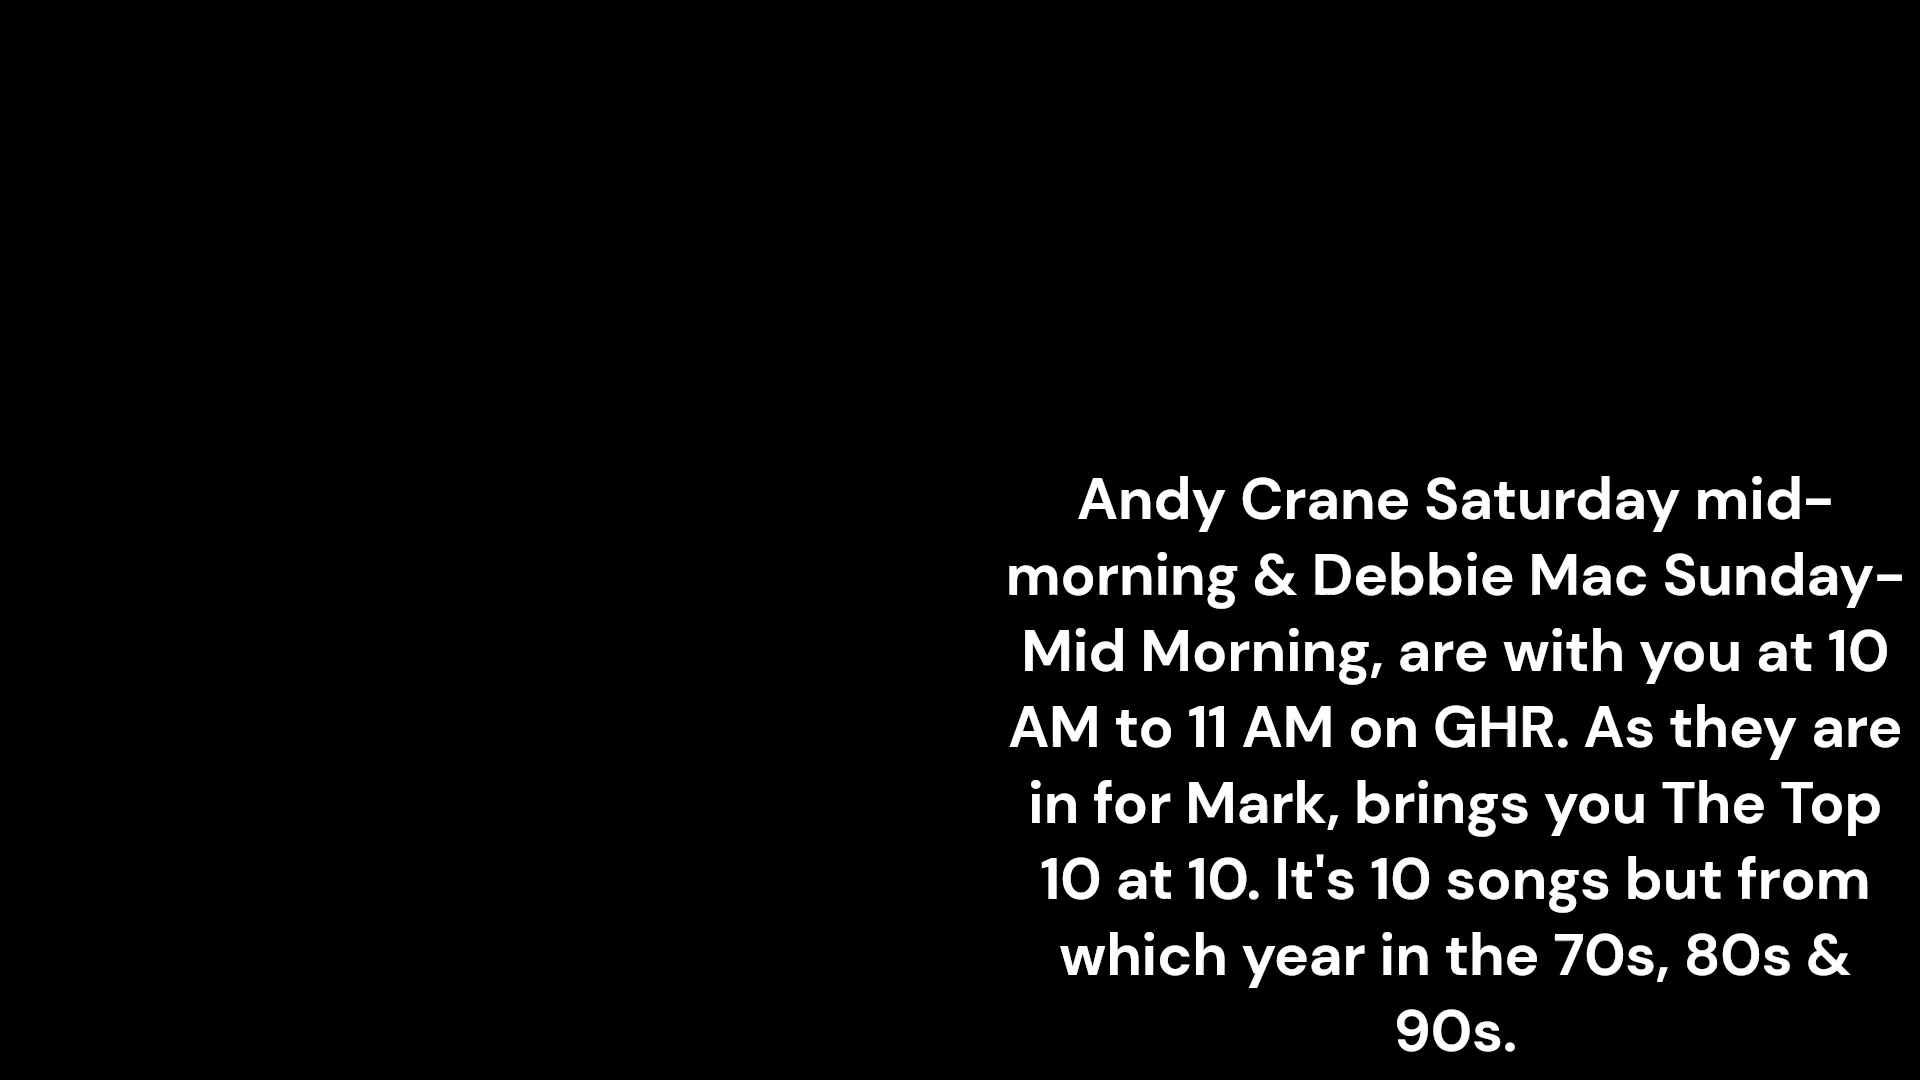 Andy Crane Saturday mid-
morning & Debbie Mac Sunday-
Mid Morning, are with you at 10
AM to 11 AM on GHR. As they are
in for Mark, brings you The Top
10 at 10. It's 10 songs but from
which year in the 70s, 80s &
90s.